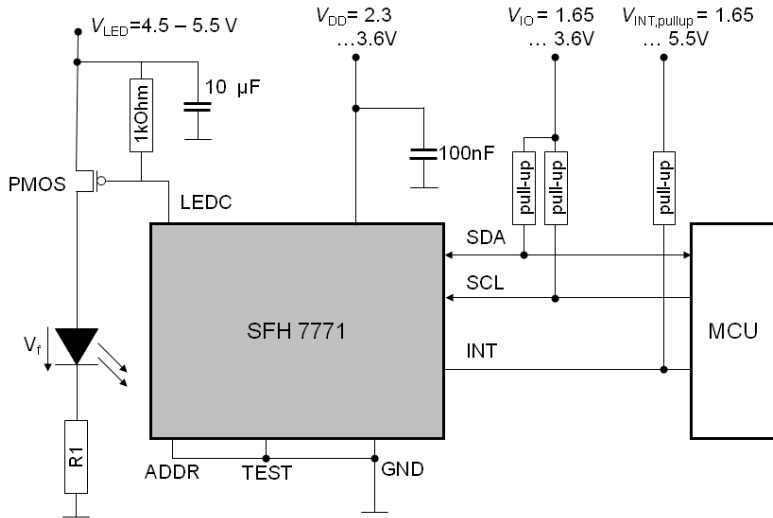 V_LED=4.5 – 5.5 V
V_DD = 2.3
...3.6V
V_IO = 1.65
... 3.6V
V_INT,pullup = 1.65
... 5.5V
1kOhm
10 µF
100nF
pull-up
pull-up
pull-up
PMOS
LEDC
SDA
SCL
INT
SFH 7771
MCU
V_f
R1
ADDR
TEST
GND